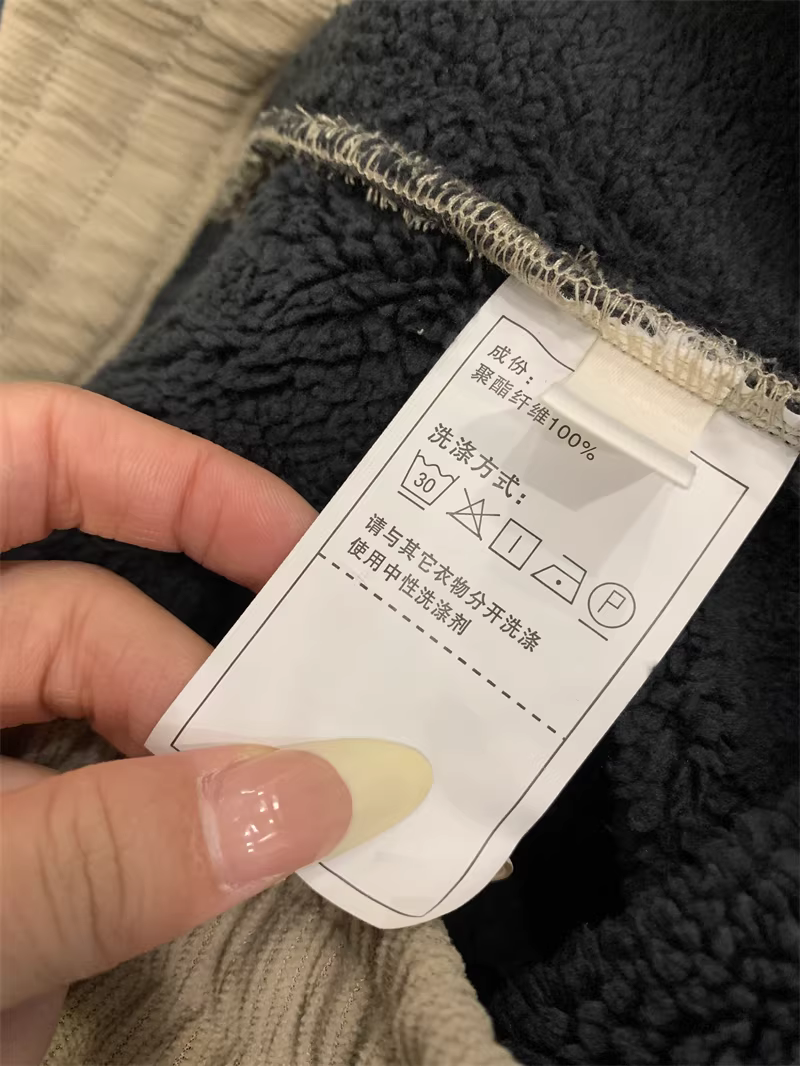 成份：
聚酯纤维100%
洗涤方式：
30 P
请与其它衣物分开洗涤
使用中性洗涤剂